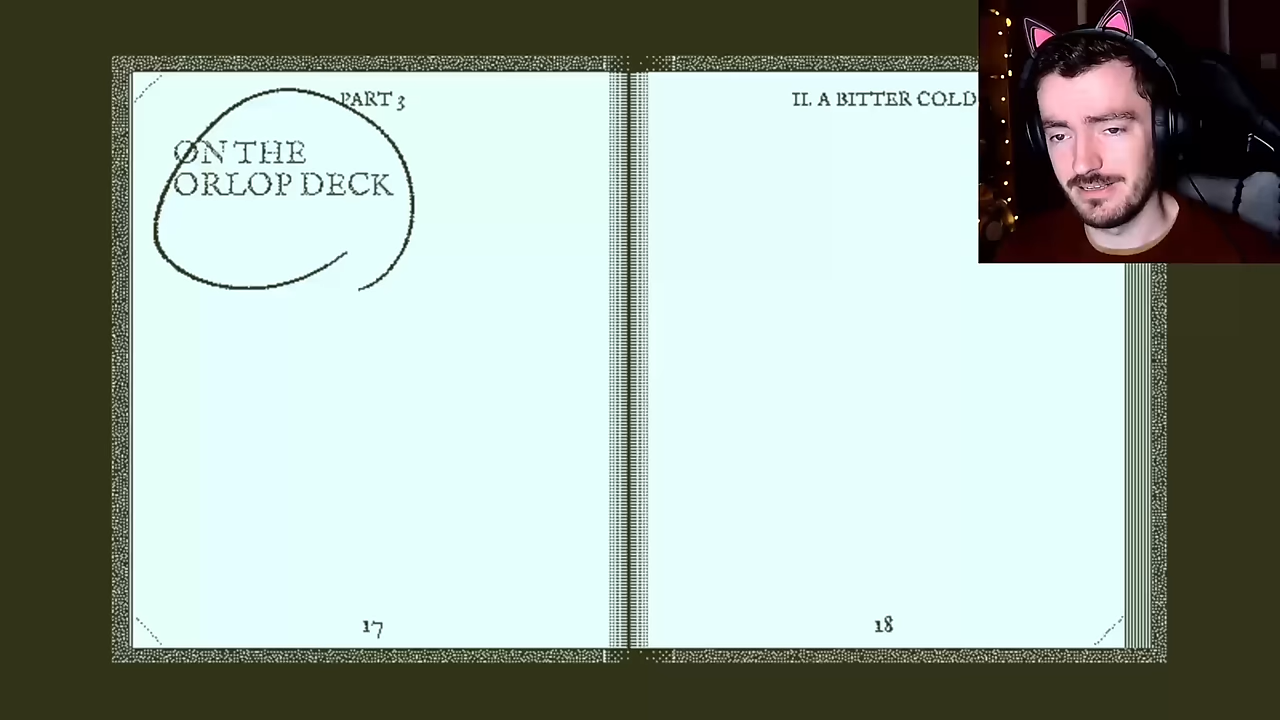 PART 3
ON THE
ORLOP DECK
17
II. A BITTER COLD
18